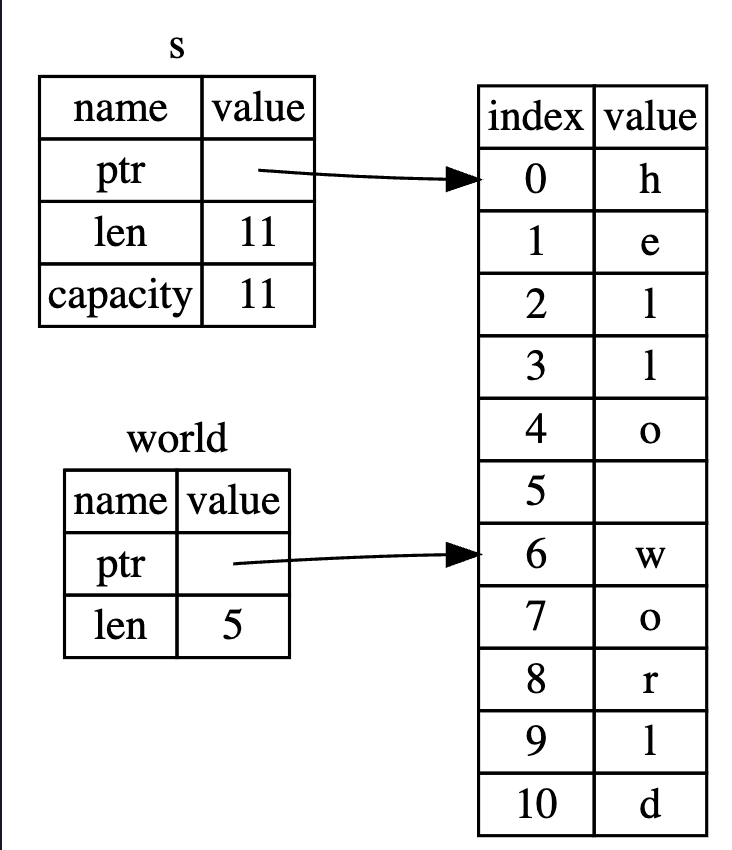 s
name value
ptr
len 11
capacity 11
world
name value
ptr
len 5
index value
0 h
1 e
2 l
3 l
4 o
5
6 w
7 o
8 r
9 l
10 d